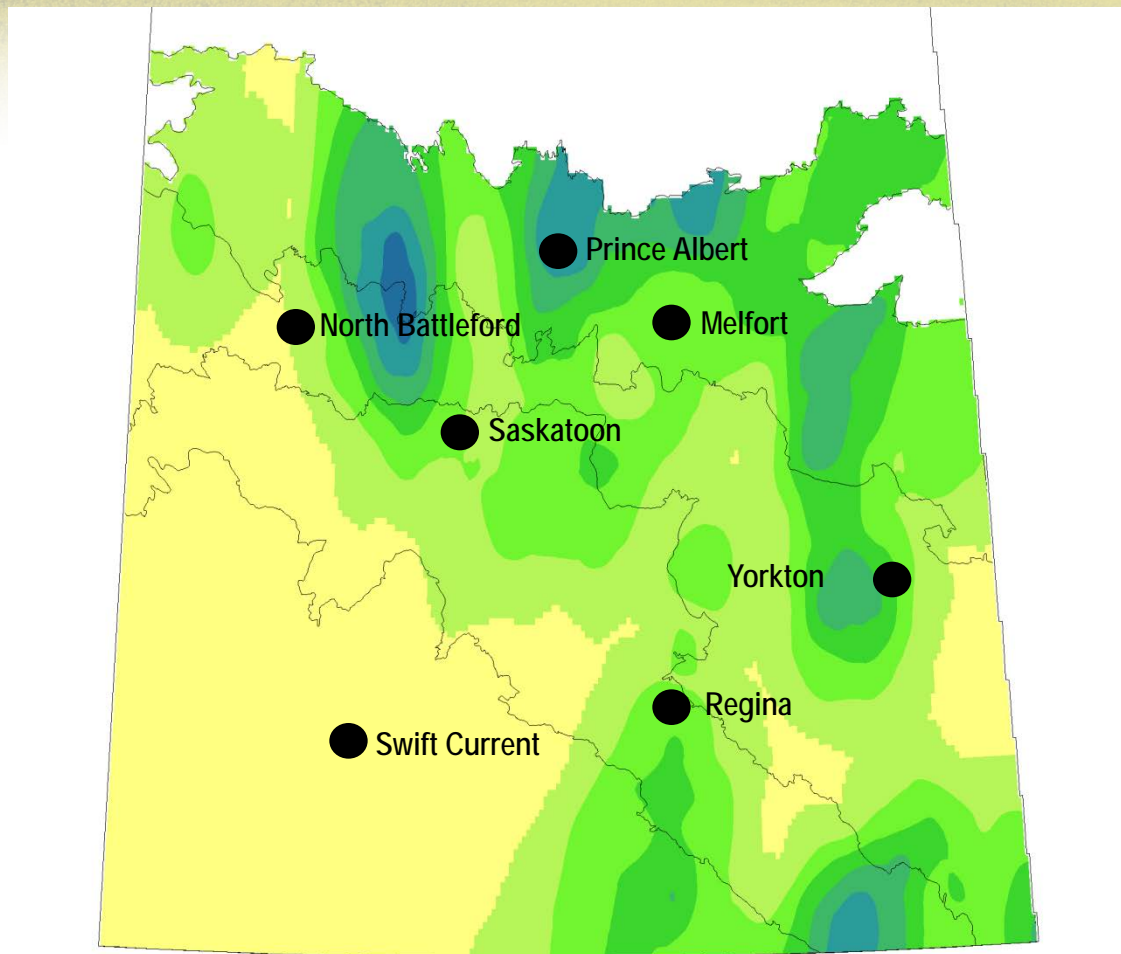 Prince Albert
North Battleford
Melfort
Saskatoon
Yorkton
Regina
Swift Current